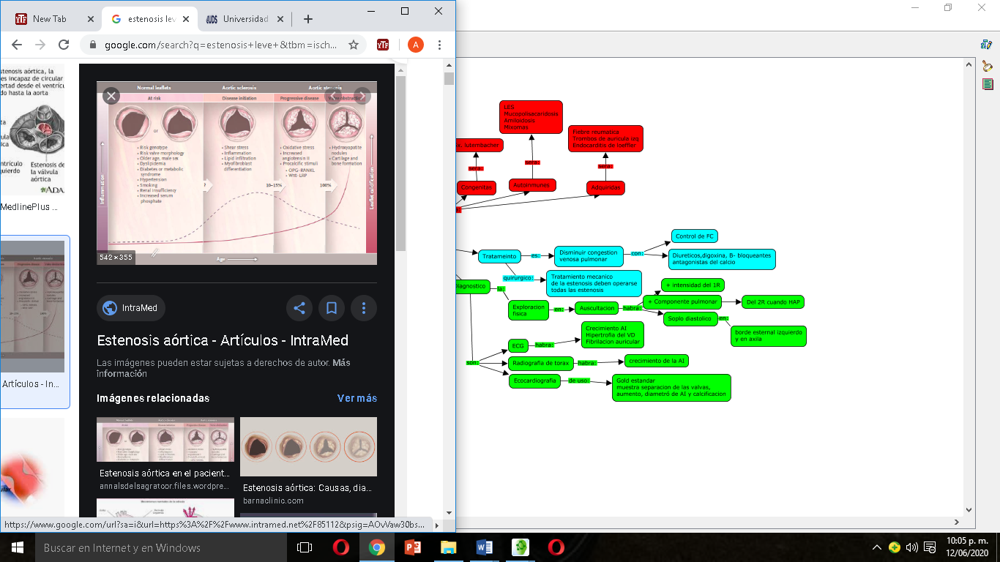 New Tab
estenosis lev
Universidad
google.com/search?q=estenosis+leve+&tbm=isch...
A
tenosis aórtica, la
es incapaz de circular
ertad desde el ventrícu
do hasta la aorta
Estenosis de
la válvula
aórtica
ADA
MedlinePlus ...
Artículos - In...
Normal leaflets
Aortic sclerosis
Aortic stenosis
At risk
Disease initiation
Progressive disease
or
• Risk genotype
• Risk valve morphology
• Older age, male sex
• Dyslipidemia
• Diabetes or metabolic
syndrome
• Hypertension
• Smoking
• Renal insufficiency
• Increased serum
phosphate
• Shear stress
• Inflammation
• Lipid infiltration
• Myofibroblast
differentiation
• Oxidative stress
• Increased
angiotensin II
• Procalcific stimuli
• OPG-RANKL
• Wnt-LRP
• Hydroxyapatite
nodules
• Cartilage and
bone formation
Inflammation
10–15%
100%
Leaflet calcification
Age
542×355
IntraMed
Estenosis aórtica - Artículos - IntraMed
Las imágenes pueden estar sujetas a derechos de autor. Más
información
Imágenes relacionadas
Ver más
Estenosis aórtica en el pacient...
annalsdelsagratcor.files.wordpre...
Estenosis aórtica: Causas, dia...
barnaclinic.com
https://www.google.com/url?sa=i&url=https%3A%2F%2Fwww.intramed.net%2F85112&psig=AOvVaw30bs...
LES
Mucopolisacaridosis
Amiloidosis
Mixomas
Fiebre reumatica
Trombos de auricula izq
Endocarditis de loeffler
x, lutembacher
sera:
sera:
sera:
Congenitas
Autoinmunes
Adquiridas
Control de FC
Tratameinto
es:
Disminuir congestion
venosa pulmonar
con:
Diureticos,digoxina, B- bloqueantes
antagonistas del calcio
quirurgico:
Tratamiento mecanico
de la estenosis deben operarse
todas las estenosis
Diagnostico
la:
+ intensidad del 1R
Exploracion
fisica
en:
Auscultacion
habra:
+ Componente pulmonar
Del 2R cuando HAP
Soplo diastolico
en:
borde esternal izquierdo
y en axila
Crecimiento AI
Hipertrofia del VD
Fibrilacion auricular
ECG
habra:
son:
Radiografia de torax
habra:
crecimiento de la AI
Ecocardiografia
de uso:
Gold estandar
muestra separacion de las valvas,
aumento, diametró de AI y calcificacion
Buscar en Internet y en Windows
10:05 p. m.
12/06/2020